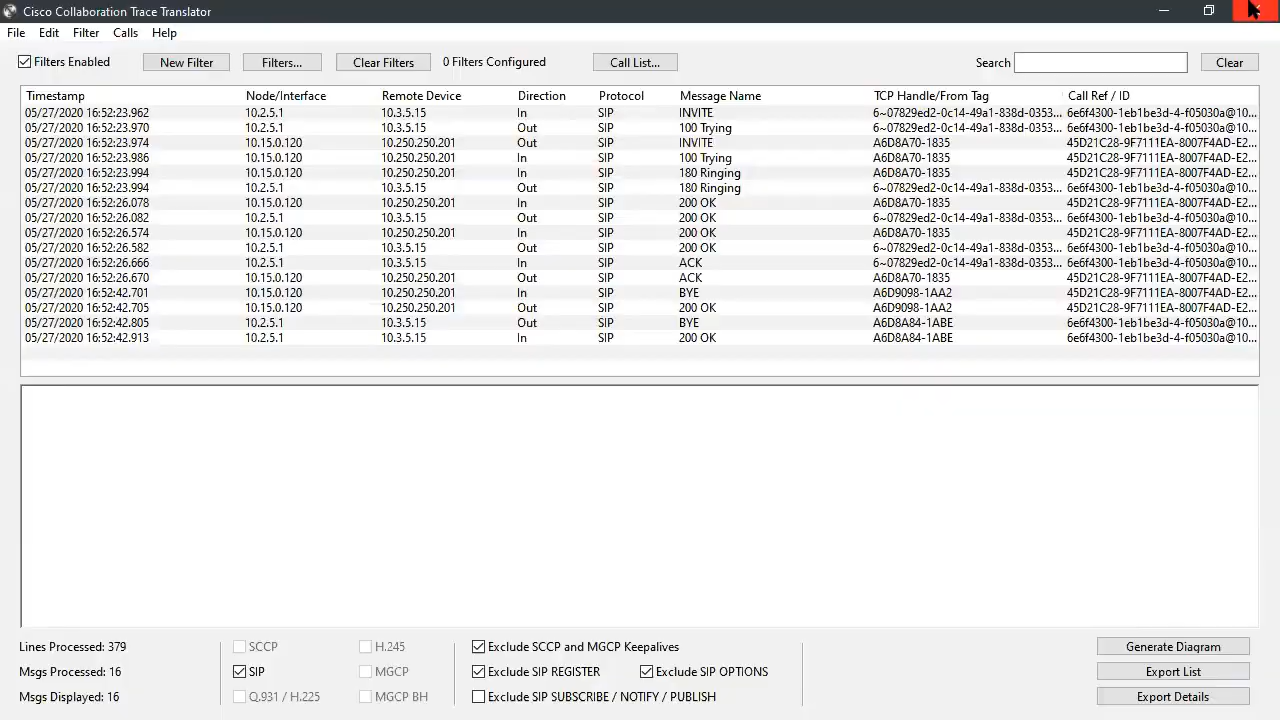 Cisco Collaboration Trace Translator
File Edit Filter Calls Help
Filters Enabled New Filter Filters... Clear Filters 0 Filters Configured Call List... Search Clear
Timestamp Node/Interface Remote Device Direction Protocol Message Name TCP Handle/From Tag Call Ref / ID
05/27/2020 16:52:23.962 10.2.5.1 10.3.5.15 In SIP INVITE 6~07829ed2-0c14-49a1-838d-0353... 6e6f4300-1eb1be3d-4-f05030a@10...
05/27/2020 16:52:23.970 10.2.5.1 10.3.5.15 Out SIP 100 Trying 6~07829ed2-0c14-49a1-838d-0353... 6e6f4300-1eb1be3d-4-f05030a@10...
05/27/2020 16:52:23.974 10.15.0.120 10.250.250.201 Out SIP INVITE A6D8A70-1835 45D21C28-9F7111EA-8007F4AD-E2...
05/27/2020 16:52:23.986 10.15.0.120 10.250.250.201 In SIP 100 Trying A6D8A70-1835 45D21C28-9F7111EA-8007F4AD-E2...
05/27/2020 16:52:23.994 10.15.0.120 10.250.250.201 In SIP 180 Ringing A6D8A70-1835 45D21C28-9F7111EA-8007F4AD-E2...
05/27/2020 16:52:23.994 10.2.5.1 10.3.5.15 Out SIP 180 Ringing 6~07829ed2-0c14-49a1-838d-0353... 6e6f4300-1eb1be3d-4-f05030a@10...
05/27/2020 16:52:26.078 10.15.0.120 10.250.250.201 In SIP 200 OK A6D8A70-1835 45D21C28-9F7111EA-8007F4AD-E2...
05/27/2020 16:52:26.082 10.2.5.1 10.3.5.15 Out SIP 200 OK 6~07829ed2-0c14-49a1-838d-0353... 6e6f4300-1eb1be3d-4-f05030a@10...
05/27/2020 16:52:26.574 10.15.0.120 10.250.250.201 In SIP 200 OK A6D8A70-1835 45D21C28-9F7111EA-8007F4AD-E2...
05/27/2020 16:52:26.582 10.2.5.1 10.3.5.15 Out SIP 200 OK 6~07829ed2-0c14-49a1-838d-0353... 6e6f4300-1eb1be3d-4-f05030a@10...
05/27/2020 16:52:26.666 10.2.5.1 10.3.5.15 In SIP ACK 6~07829ed2-0c14-49a1-838d-0353... 6e6f4300-1eb1be3d-4-f05030a@10...
05/27/2020 16:52:26.670 10.15.0.120 10.250.250.201 Out SIP ACK A6D8A70-1835 45D21C28-9F7111EA-8007F4AD-E2...
05/27/2020 16:52:42.701 10.15.0.120 10.250.250.201 In SIP BYE A6D9098-1AA2 45D21C28-9F7111EA-8007F4AD-E2...
05/27/2020 16:52:42.705 10.15.0.120 10.250.250.201 Out SIP 200 OK A6D9098-1AA2 45D21C28-9F7111EA-8007F4AD-E2...
05/27/2020 16:52:42.805 10.2.5.1 10.3.5.15 Out SIP BYE A6D8A84-1ABE 6e6f4300-1eb1be3d-4-f05030a@10...
05/27/2020 16:52:42.913 10.2.5.1 10.3.5.15 In SIP 200 OK A6D8A84-1ABE 6e6f4300-1eb1be3d-4-f05030a@10...
Lines Processed: 379 SCCP H.245 Exclude SCCP and MGCP Keepalives Generate Diagram
Msgs Processed: 16 SIP MGCP Exclude SIP REGISTER Exclude SIP OPTIONS Export List
Msgs Displayed: 16 Q.931 / H.225 MGCP BH Exclude SIP SUBSCRIBE / NOTIFY / PUBLISH Export Details